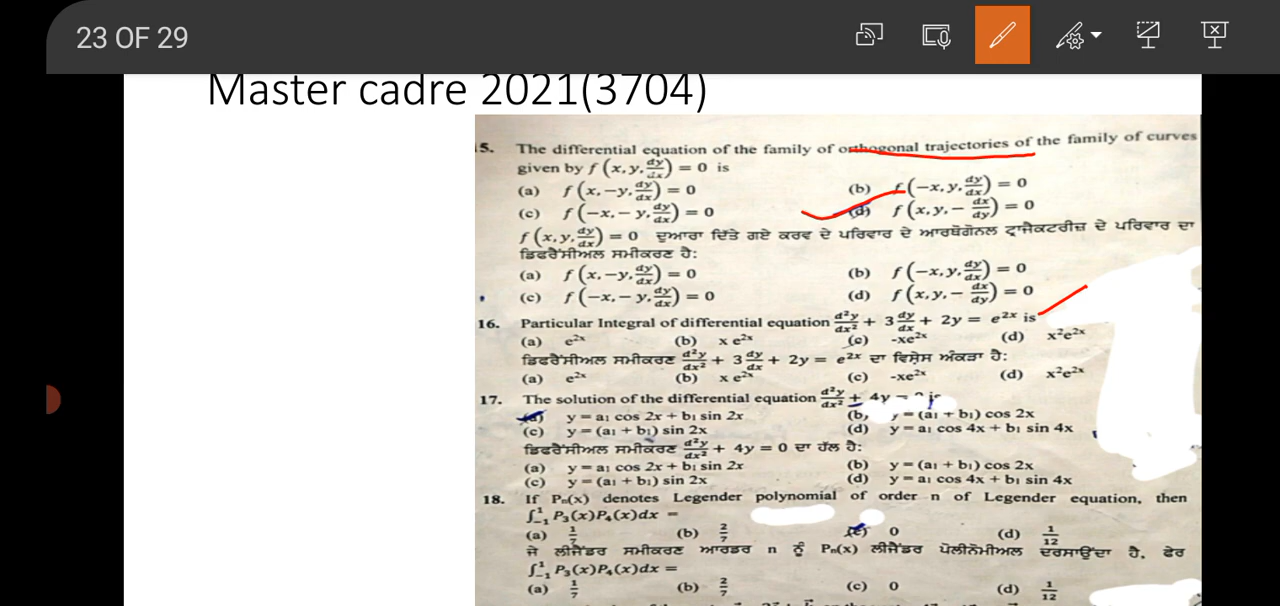 23 OF 29
Master cadre 2021(3704)
5. The differential equation of the family of orthogonal trajectories of the family of curves
given by f (x, y, dy/dx) = 0 is
(a) f (x, −y, dy/dx) = 0 (b) f (−x, y, dy/dx) = 0
(c) f (−x, − y, dy/dx) = 0 (d) f (x, y, − dx/dy) = 0
f (x, y, dy/dx) = 0 ਦੁਆਰਾ ਦਿੱਤੇ ਗਏ ਕਰਵ ਦੇ ਪਰਿਵਾਰ ਦੇ ਆਰਥੋਗੋਨਲ ਟ੍ਰਾਜੈਕਟਰੀਜ਼ ਦੇ ਪਰਿਵਾਰ ਦਾ
ਡਿਫਰੈਂਸੀਅਲ ਸਮੀਕਰਣ ਹੈ:
(a) f (x, −y, dy/dx) = 0 (b) f (−x, y, dy/dx) = 0
(c) f (−x, − y, dy/dx) = 0 (d) f (x, y, − dx/dy) = 0
16. Particular Integral of differential equation d²y/dx² + 3 dy/dx + 2y = e²ˣ is
(a) e²ˣ (b) x e²ˣ (c) -xe²ˣ (d) x²e²ˣ
ਡਿਫਰੈਂਸੀਅਲ ਸਮੀਕਰਣ d²y/dx² + 3 dy/dx + 2y = e²ˣ ਦਾ ਵਿਸ਼ੇਸ ਅੰਕੜਾ ਹੈ:
(a) e²ˣ (b) x e²ˣ (c) -xe²ˣ (d) x²e²ˣ
17. The solution of the differential equation d²y/dx² + 4y = is
(a) y = a₁ cos 2x + b₁ sin 2x (b) y = (a₁ + b₁) cos 2x
(c) y = (a₁ + b₁) sin 2x (d) y = a₁ cos 4x + b₁ sin 4x
ਡਿਫਰੈਂਸੀਅਲ ਸਮੀਕਰਣ d²y/dx² + 4y = 0 ਦਾ ਹੱਲ ਹੈ:
(a) y = a₁ cos 2x + b₁ sin 2x (b) y = (a₁ + b₁) cos 2x
(c) y = (a₁ + b₁) sin 2x (d) y = a₁ cos 4x + b₁ sin 4x
18. If Pₙ(x) denotes Legender polynomial of order n of Legender equation, then
∫₋₁¹ P₃(x)P₄(x)dx =
(a) 1/7 (b) 2/7 (c) 0 (d) 1/12
ਜੇ ਲੀਜੈਂਡਰ ਸਮੀਕਰਣ ਆਰਡਰ n ਨੂੰ Pₙ(x) ਲੀਜੈਂਡਰ ਪੋਲੀਨੋਮੀਅਲ ਦਰਸਾਉਂਦਾ ਹੈ, ਫੇਰ
∫₋₁¹ P₃(x)P₄(x)dx =
(a) 1/7 (b) 2/7 (c) 0 (d) 1/12